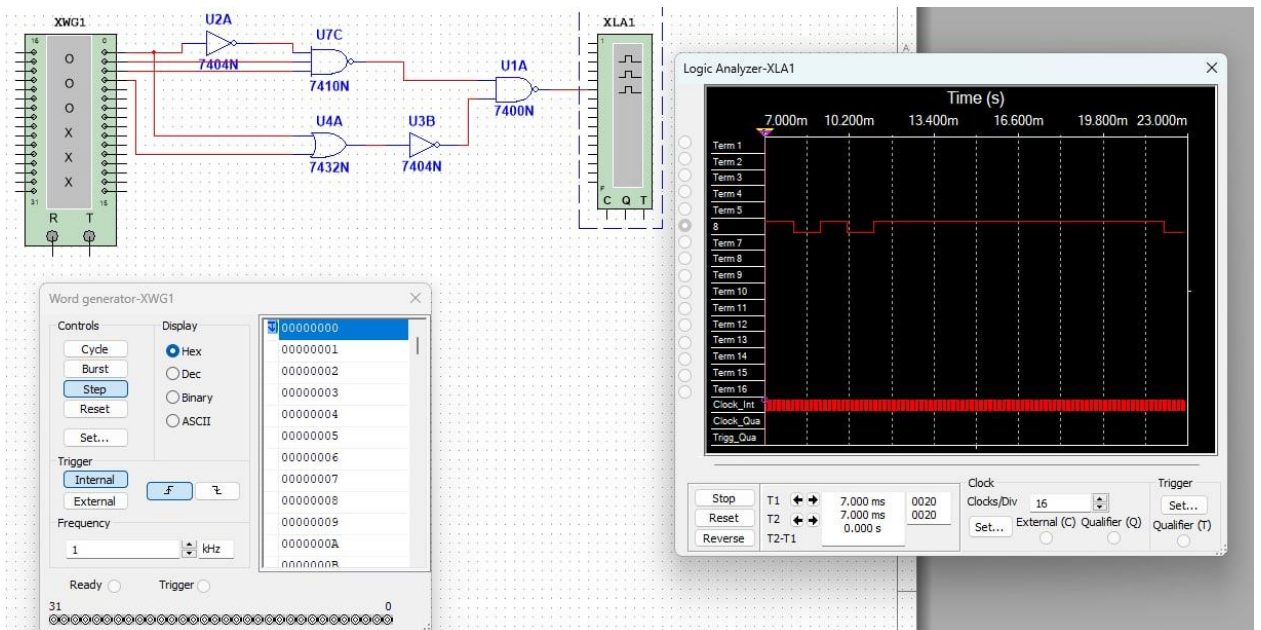 XWG1
16 0
O
O
O
X
X
X
31 15
R T
U2A
7404N
U7C
7410N
U4A
7432N
U3B
7404N
U1A
7400N
XLA1
1
F
C Q T
A
Logic Analyzer-XLA1
Time (s)
7.000m 10.200m 13.400m 16.600m 19.800m 23.000m
Term 1
Term 2
Term 3
Term 4
Term 5
8
Term 7
Term 8
Term 9
Term 10
Term 11
Term 12
Term 13
Term 14
Term 15
Term 16
Clock_Int
Clock_Qua
Trigg_Qua
Stop
Reset
Reverse
T1 7.000 ms 0020
T2 7.000 ms 0020
T2-T1 0.000 s
Clock
Clocks/Div 16
Set... External (C) Qualifier (Q)
Trigger
Set...
Qualifier (T)
Word generator-XWG1
Controls
Cycle
Burst
Step
Reset
Set...
Display
Hex
Dec
Binary
ASCII
Trigger
Internal
External
Frequency
1 kHz
00000000
00000001
00000002
00000003
00000004
00000005
00000006
00000007
00000008
00000009
0000000A
0000000B
Ready Trigger
31 0